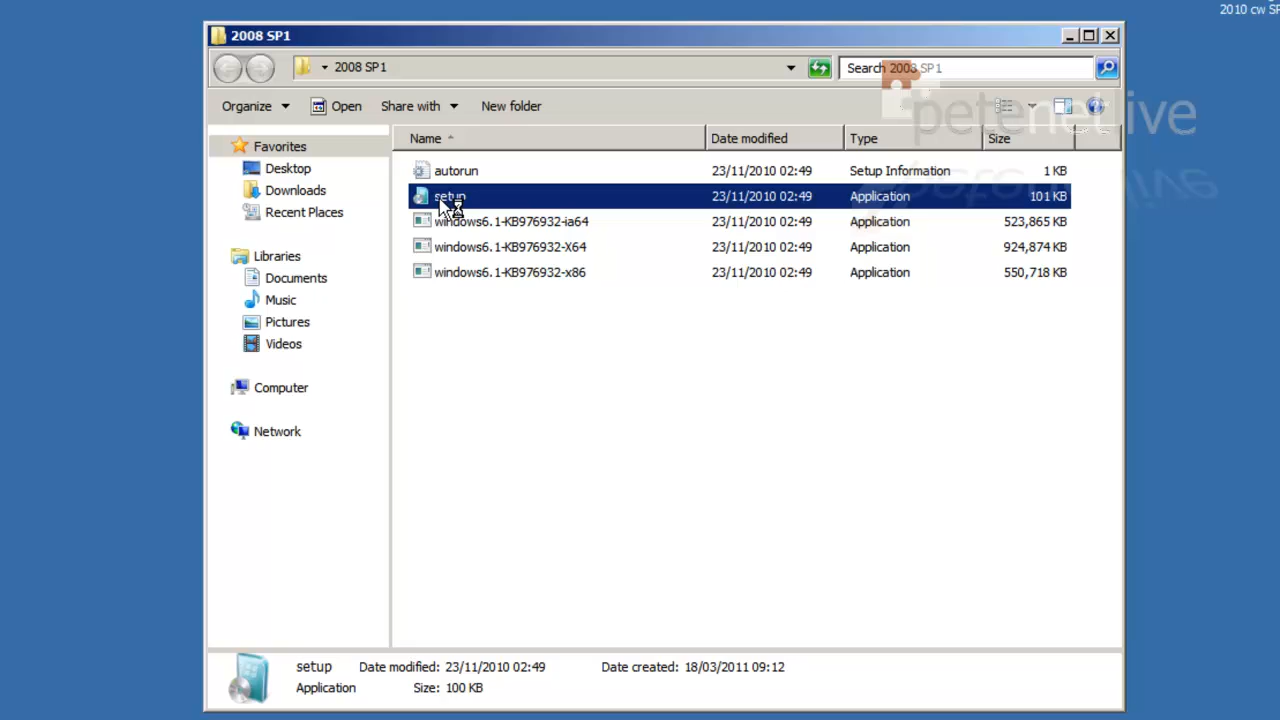 2010 cw SP
2008 SP1
2008 SP1
Search 2008 SP1
petenetlive
Organize Open Share with New folder
Name Date modified Type Size
Favorites
Desktop
Downloads
Recent Places
Libraries
Documents
Music
Pictures
Videos
Computer
Network
autorun 23/11/2010 02:49 Setup Information 1 KB
setup 23/11/2010 02:49 Application 101 KB
windows6.1-KB976932-ia64 23/11/2010 02:49 Application 523,865 KB
windows6.1-KB976932-X64 23/11/2010 02:49 Application 924,874 KB
windows6.1-KB976932-x86 23/11/2010 02:49 Application 550,718 KB
setup Date modified: 23/11/2010 02:49 Date created: 18/03/2011 09:12
Application Size: 100 KB